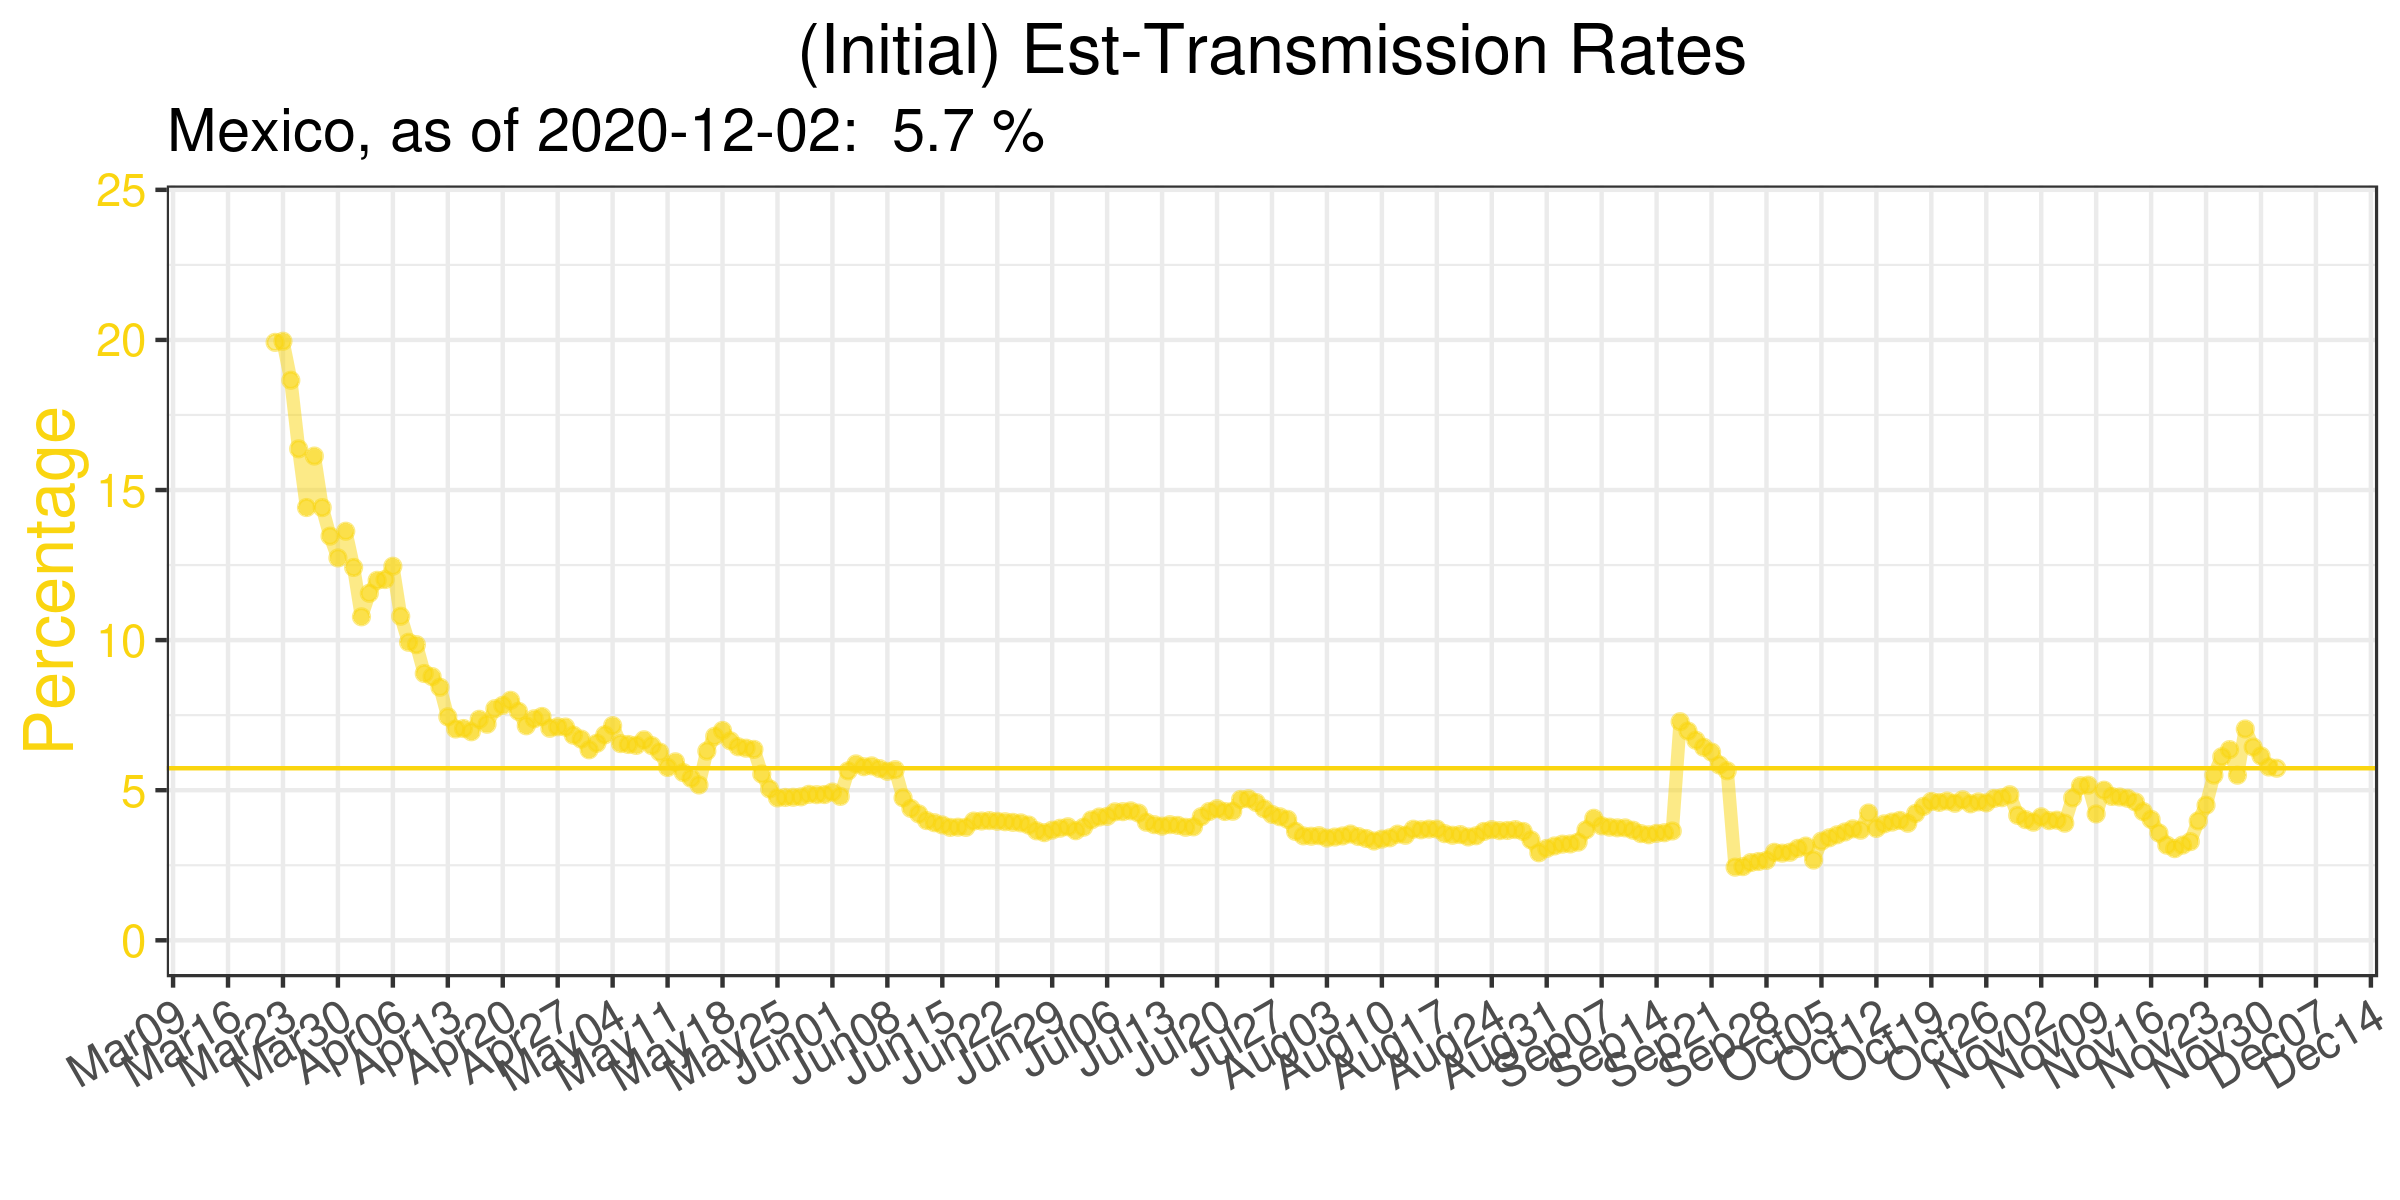 (Initial) Est-Transmission Rates
Mexico, as of 2020-12-02:  5.7 %
Percentage
25
20
15
10
5
0
Mar09
Mar16
Mar23
Mar30
Apr06
Apr13
Apr20
Apr27
May04
May11
May18
May25
Jun01
Jun08
Jun15
Jun22
Jun29
Jul06
Jul13
Jul20
Jul27
Aug03
Aug10
Aug17
Aug24
Aug31
Sep07
Sep14
Sep21
Sep28
Oct05
Oct12
Oct19
Oct26
Nov02
Nov09
Nov16
Nov23
Nov30
Dec07
Dec14